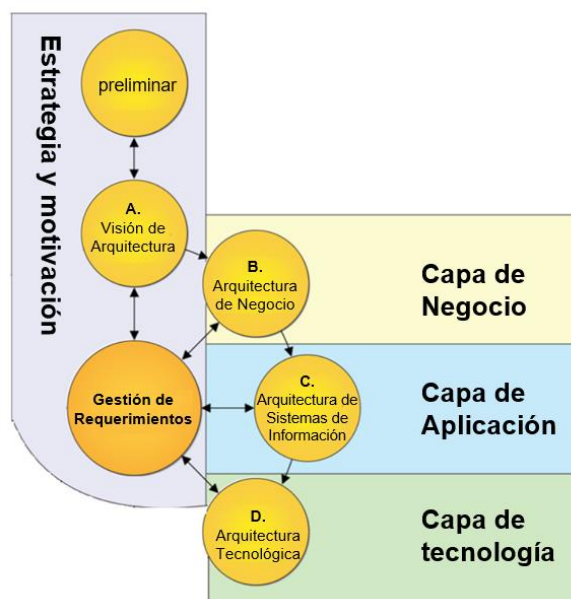 Estrategia y motivación
preliminar
A.
Visión de
Arquitectura
B.
Arquitectura
de Negocio
Capa de
Negocio
Gestión de
Requerimientos
C.
Arquitectura de
Sistemas de
Información
Capa de
Aplicación
D.
Arquitectura
Tecnológica
Capa de
tecnología